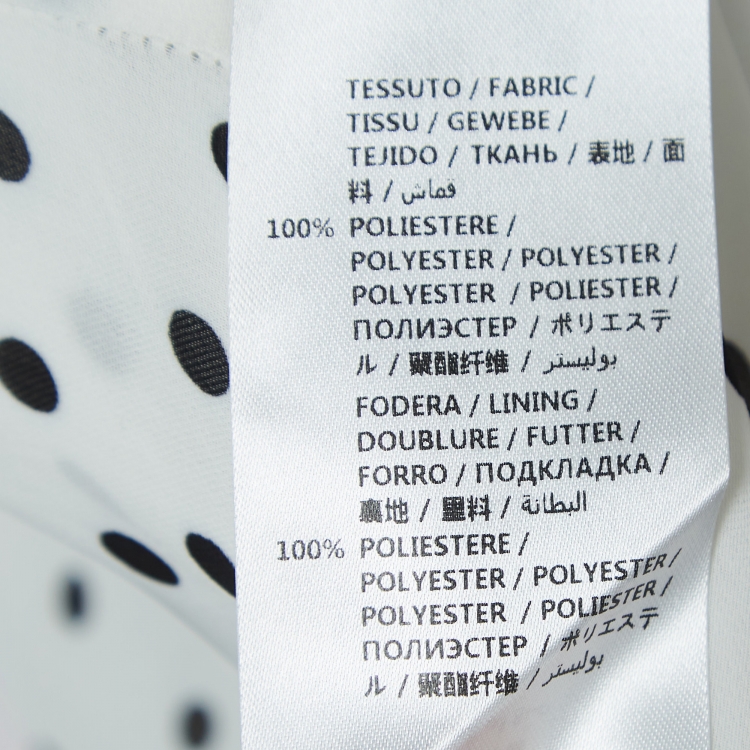 TESSUTO / FABRIC /
TISSU / GEWEBE /
TEJIDO / ТКАНЬ / 表地 / 面
料 / قماش
100% POLIESTERE /
POLYESTER / POLYESTER /
POLYESTER / POLIESTER /
ПОЛИЭСТЕР / ポリエステ
ル / 聚酯纤维 / بوليستر
FODERA / LINING /
DOUBLURE / FUTTER /
FORRO / ПОДКЛАДКА /
裏地 / 里料 / البطانة
100% POLIESTERE /
POLYESTER / POLYESTER /
POLYESTER / POLIESTER /
ПОЛИЭСТЕР / ポリエステ
ル / 聚酯纤维 / بوليستر